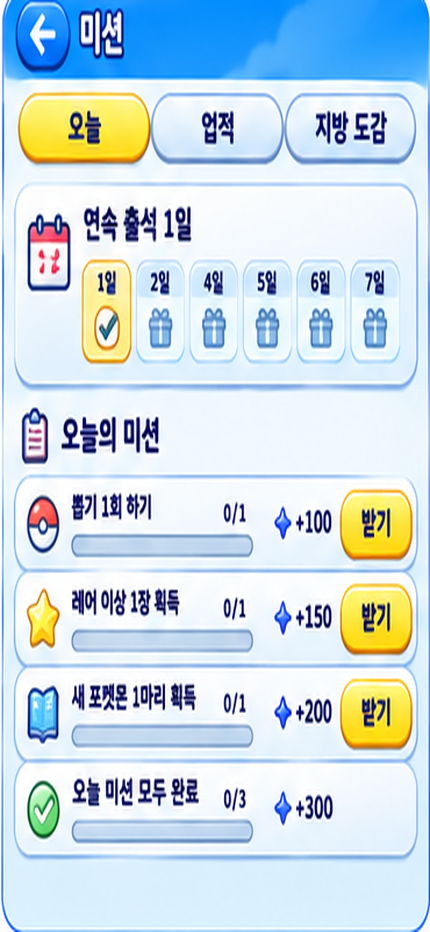 미션
오늘 업적 지방 도감
연속 출석 1일
1일 2일 4일 5일 6일 7일
오늘의 미션
뽑기 1회 하기 0/1 +100 받기
레어 이상 1장 획득 0/1 +150 받기
새 포켓몬 1마리 획득 0/1 +200 받기
오늘 미션 모두 완료 0/3 +300